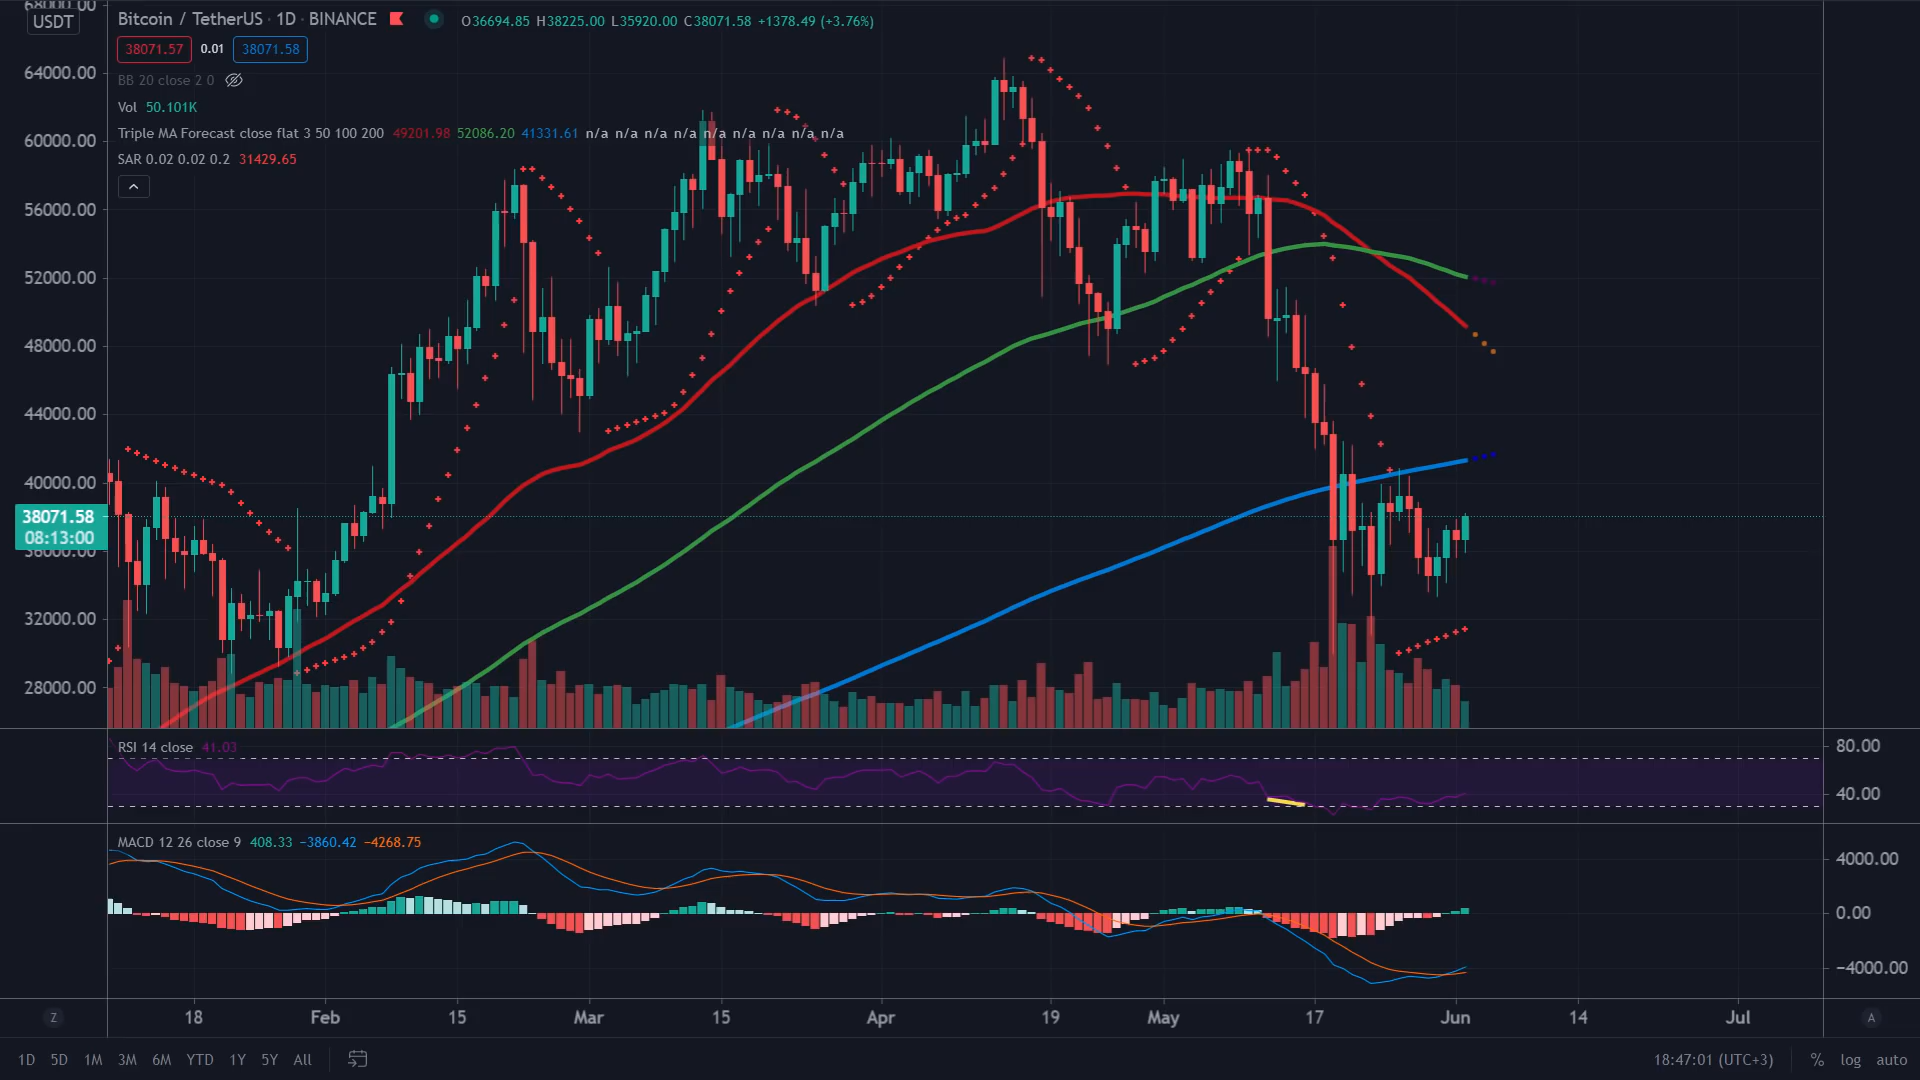 68000.00
USDT
Bitcoin / TetherUS · 1D · BINANCE
O36694.85 H38225.00 L35920.00 C38071.58 +1378.49 (+3.76%)
38071.57 0.01 38071.58
BB 20 close 2 0
Vol 50.101K
Triple MA Forecast close flat 3 50 100 200 49201.98 52086.20 41331.61 n/a n/a n/a n/a n/a n/a n/a n/a n/a
SAR 0.02 0.02 0.2 31429.65
64000.00
60000.00
56000.00
52000.00
48000.00
44000.00
40000.00
38071.58
08:13:00
36000.00
32000.00
28000.00
RSI 14 close 41.03
80.00
40.00
MACD 12 26 close 9 408.33 −3860.42 −4268.75
4000.00
0.00
−4000.00
Z 18 Feb 15 Mar 15 Apr 19 May 17 Jun 14 Jul A
1D 5D 1M 3M 6M YTD 1Y 5Y All
18:47:01 (UTC+3) % log auto